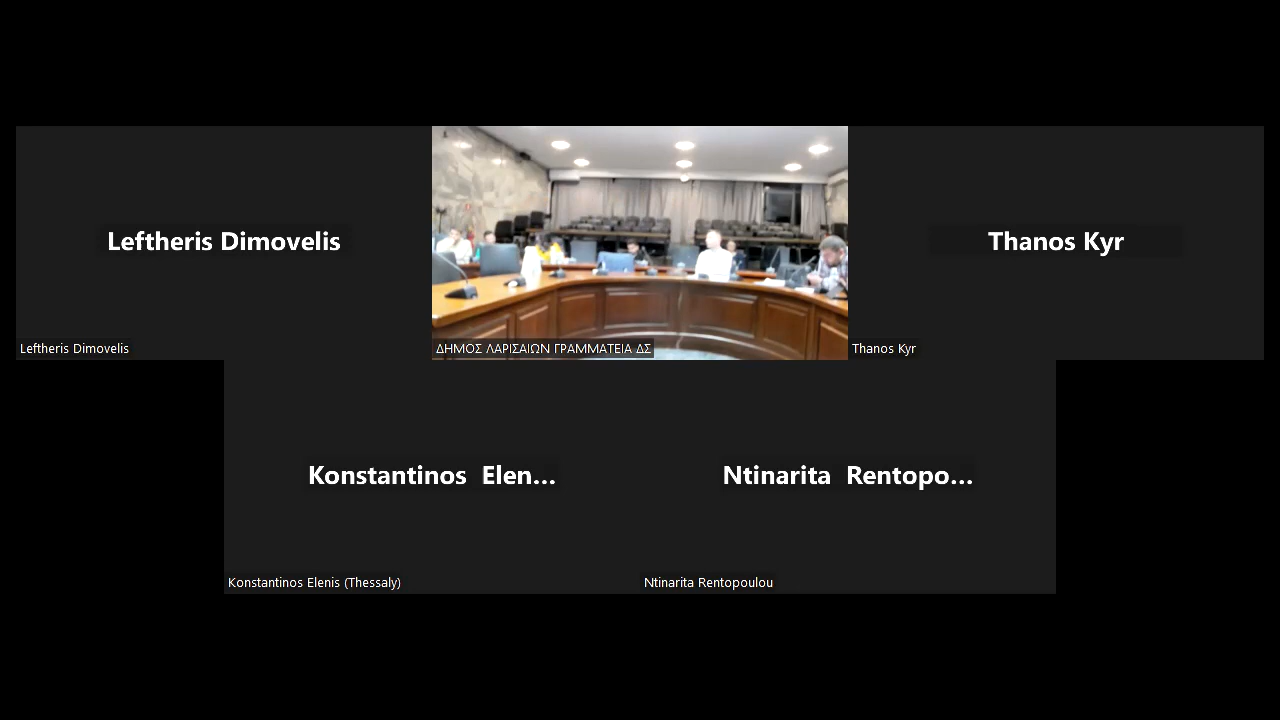 Leftheris Dimovelis
Thanos Kyr
Leftheris Dimovelis
ΔΗΜΟΣ ΛΑΡΙΣΑΙΩΝ ΓΡΑΜΜΑΤΕΙΑ ΔΣ
Thanos Kyr
Konstantinos Elen...
Ntinarita Rentopo...
Konstantinos Elenis (Thessaly)
Ntinarita Rentopoulou